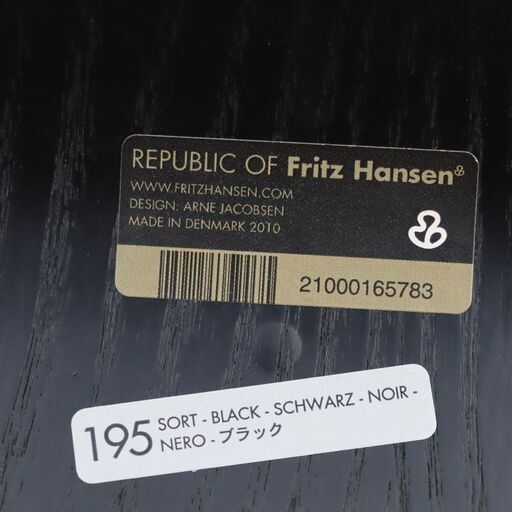 REPUBLIC OF Fritz Hansen
WWW.FRITZHANSEN.COM
DESIGN: ARNE JACOBSEN
MADE IN DENMARK 2010
21000165783
195 SORT - BLACK - SCHWARZ - NOIR -
NERO - ブラック